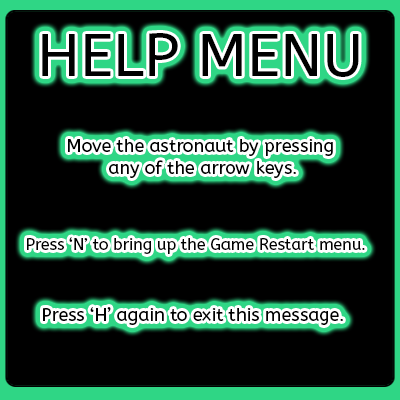 HELP MENU
Move the astronaut by pressing
any of the arrow keys.
Press ‘N’ to bring up the Game Restart menu.
Press ‘H’ again to exit this message.